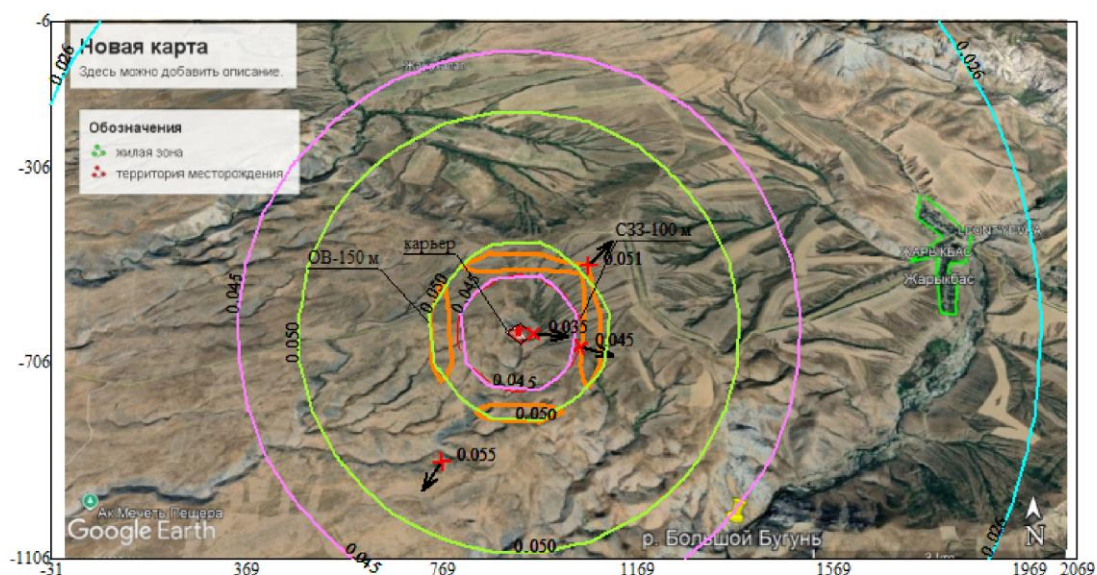 -6
Новая карта
Здесь можно добавить описание.
Обозначения
жилая зона
территория месторождения
0.026
0.026
-306
СЗЗ-100 м
карьер
ОВ-150 м
0.051
ЖАРЫКБАС
Жарыкбас
0.045
0.050
0.050
0.045
0.035
0.045
-706
0.045
0.050
0.055
Ак Мечеть Пещера
Google Earth
р. Большой Бугунь
N
0.050
0.045
0.026
-1106
-31
369
769
1169
1569
1969
2069